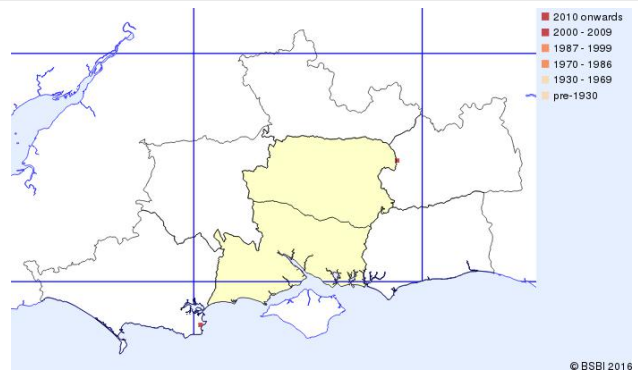 2010 onwards
2000 - 2009
1987 - 1999
1970 - 1986
1930 - 1969
pre-1930
© BSBI 2016